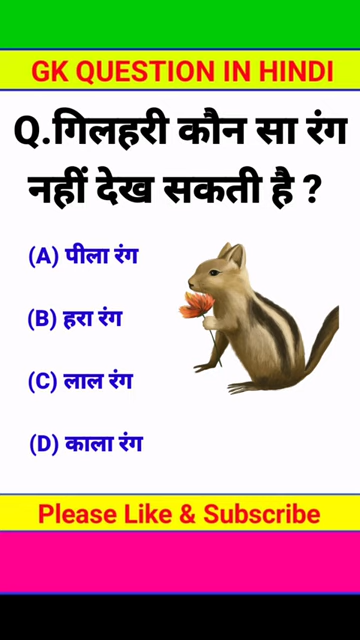 GK QUESTION IN HINDI
Q.गिलहरी कौन सा रंग
नहीं देख सकती है ?
(A) पीला रंग
(B) हरा रंग
(C) लाल रंग
(D) काला रंग
Please Like & Subscribe